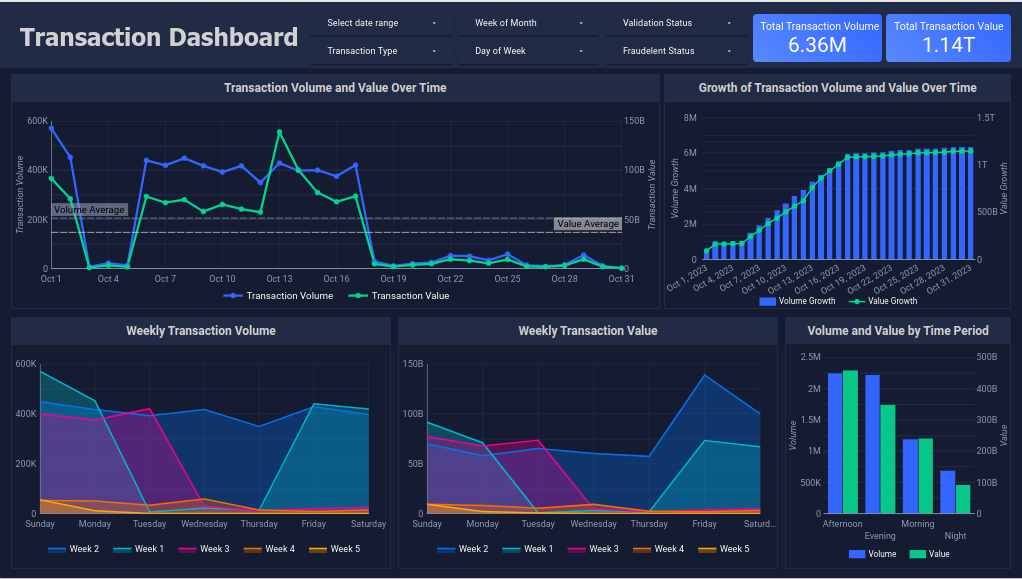 Transaction Dashboard
Select date range
Week of Month
Validation Status
Transaction Type
Day of Week
Fraudelent Status
Total Transaction Volume
6.36M
Total Transaction Value
1.14T
Transaction Volume and Value Over Time
Transaction Volume
600K
400K
200K
0
Volume Average
Value Average
150B
100B
50B
0
Transaction Value
Oct 1 Oct 7 Oct 10 Oct 13 Oct 16 Oct 19 Oct 22 Oct 25 Oct 28 Oct 31
Transaction Volume Transaction Value
Growth of Transaction Volume and Value Over Time
Volume Growth
8M
6M
4M
2M
0
1.5T
1T
500B
0
Value Growth
Oct 1, 2023 Oct 4, 2023 Oct 7, 2023 Oct 10, 2023 Oct 13, 2023 Oct 16, 2023 Oct 19, 2023 Oct 22, 2023 Oct 25, 2023 Oct 28, 2023 Oct 31, 2023
Volume Growth Value Growth
Weekly Transaction Volume
600K
400K
200K
0
Sunday Monday Tuesday Wednesday Thursday Friday Saturday
Week 2 Week 1 Week 3 Week 4 Week 5
Weekly Transaction Value
150B
100B
50B
0
Sunday Monday Tuesday Wednesday Thursday Friday Saturd...
Week 2 Week 1 Week 3 Week 4 Week 5
Volume and Value by Time Period
Volume
2.5M
2M
1.5M
1M
500K
0
500B
400B
300B
200B
100B
0
Value
Afternoon Morning
Evening Night
Volume Value